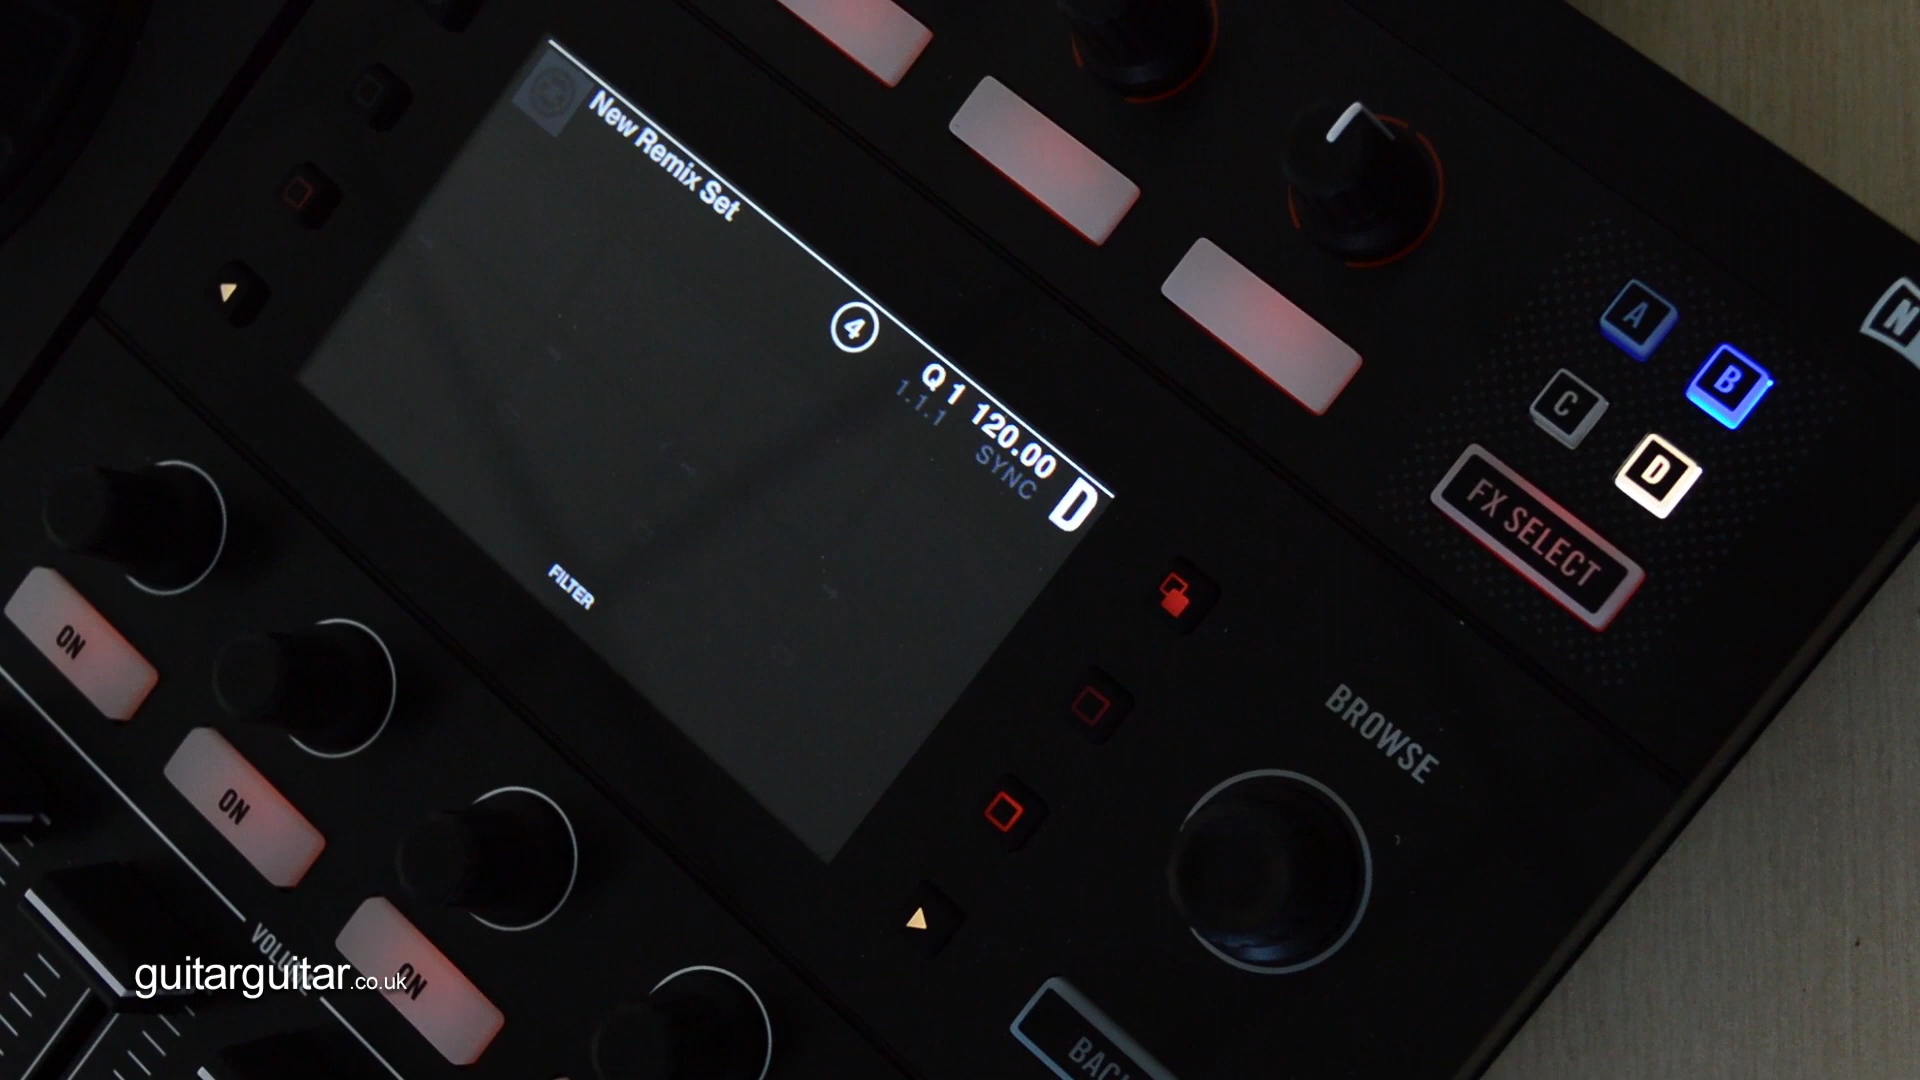 New Remix Set
4
Q 1 120.00
1.1.1 SYNC
D
FILTER
A
B
C
D
FX SELECT
N
BROWSE
ON
ON
ON
guitarguitar.co.uk